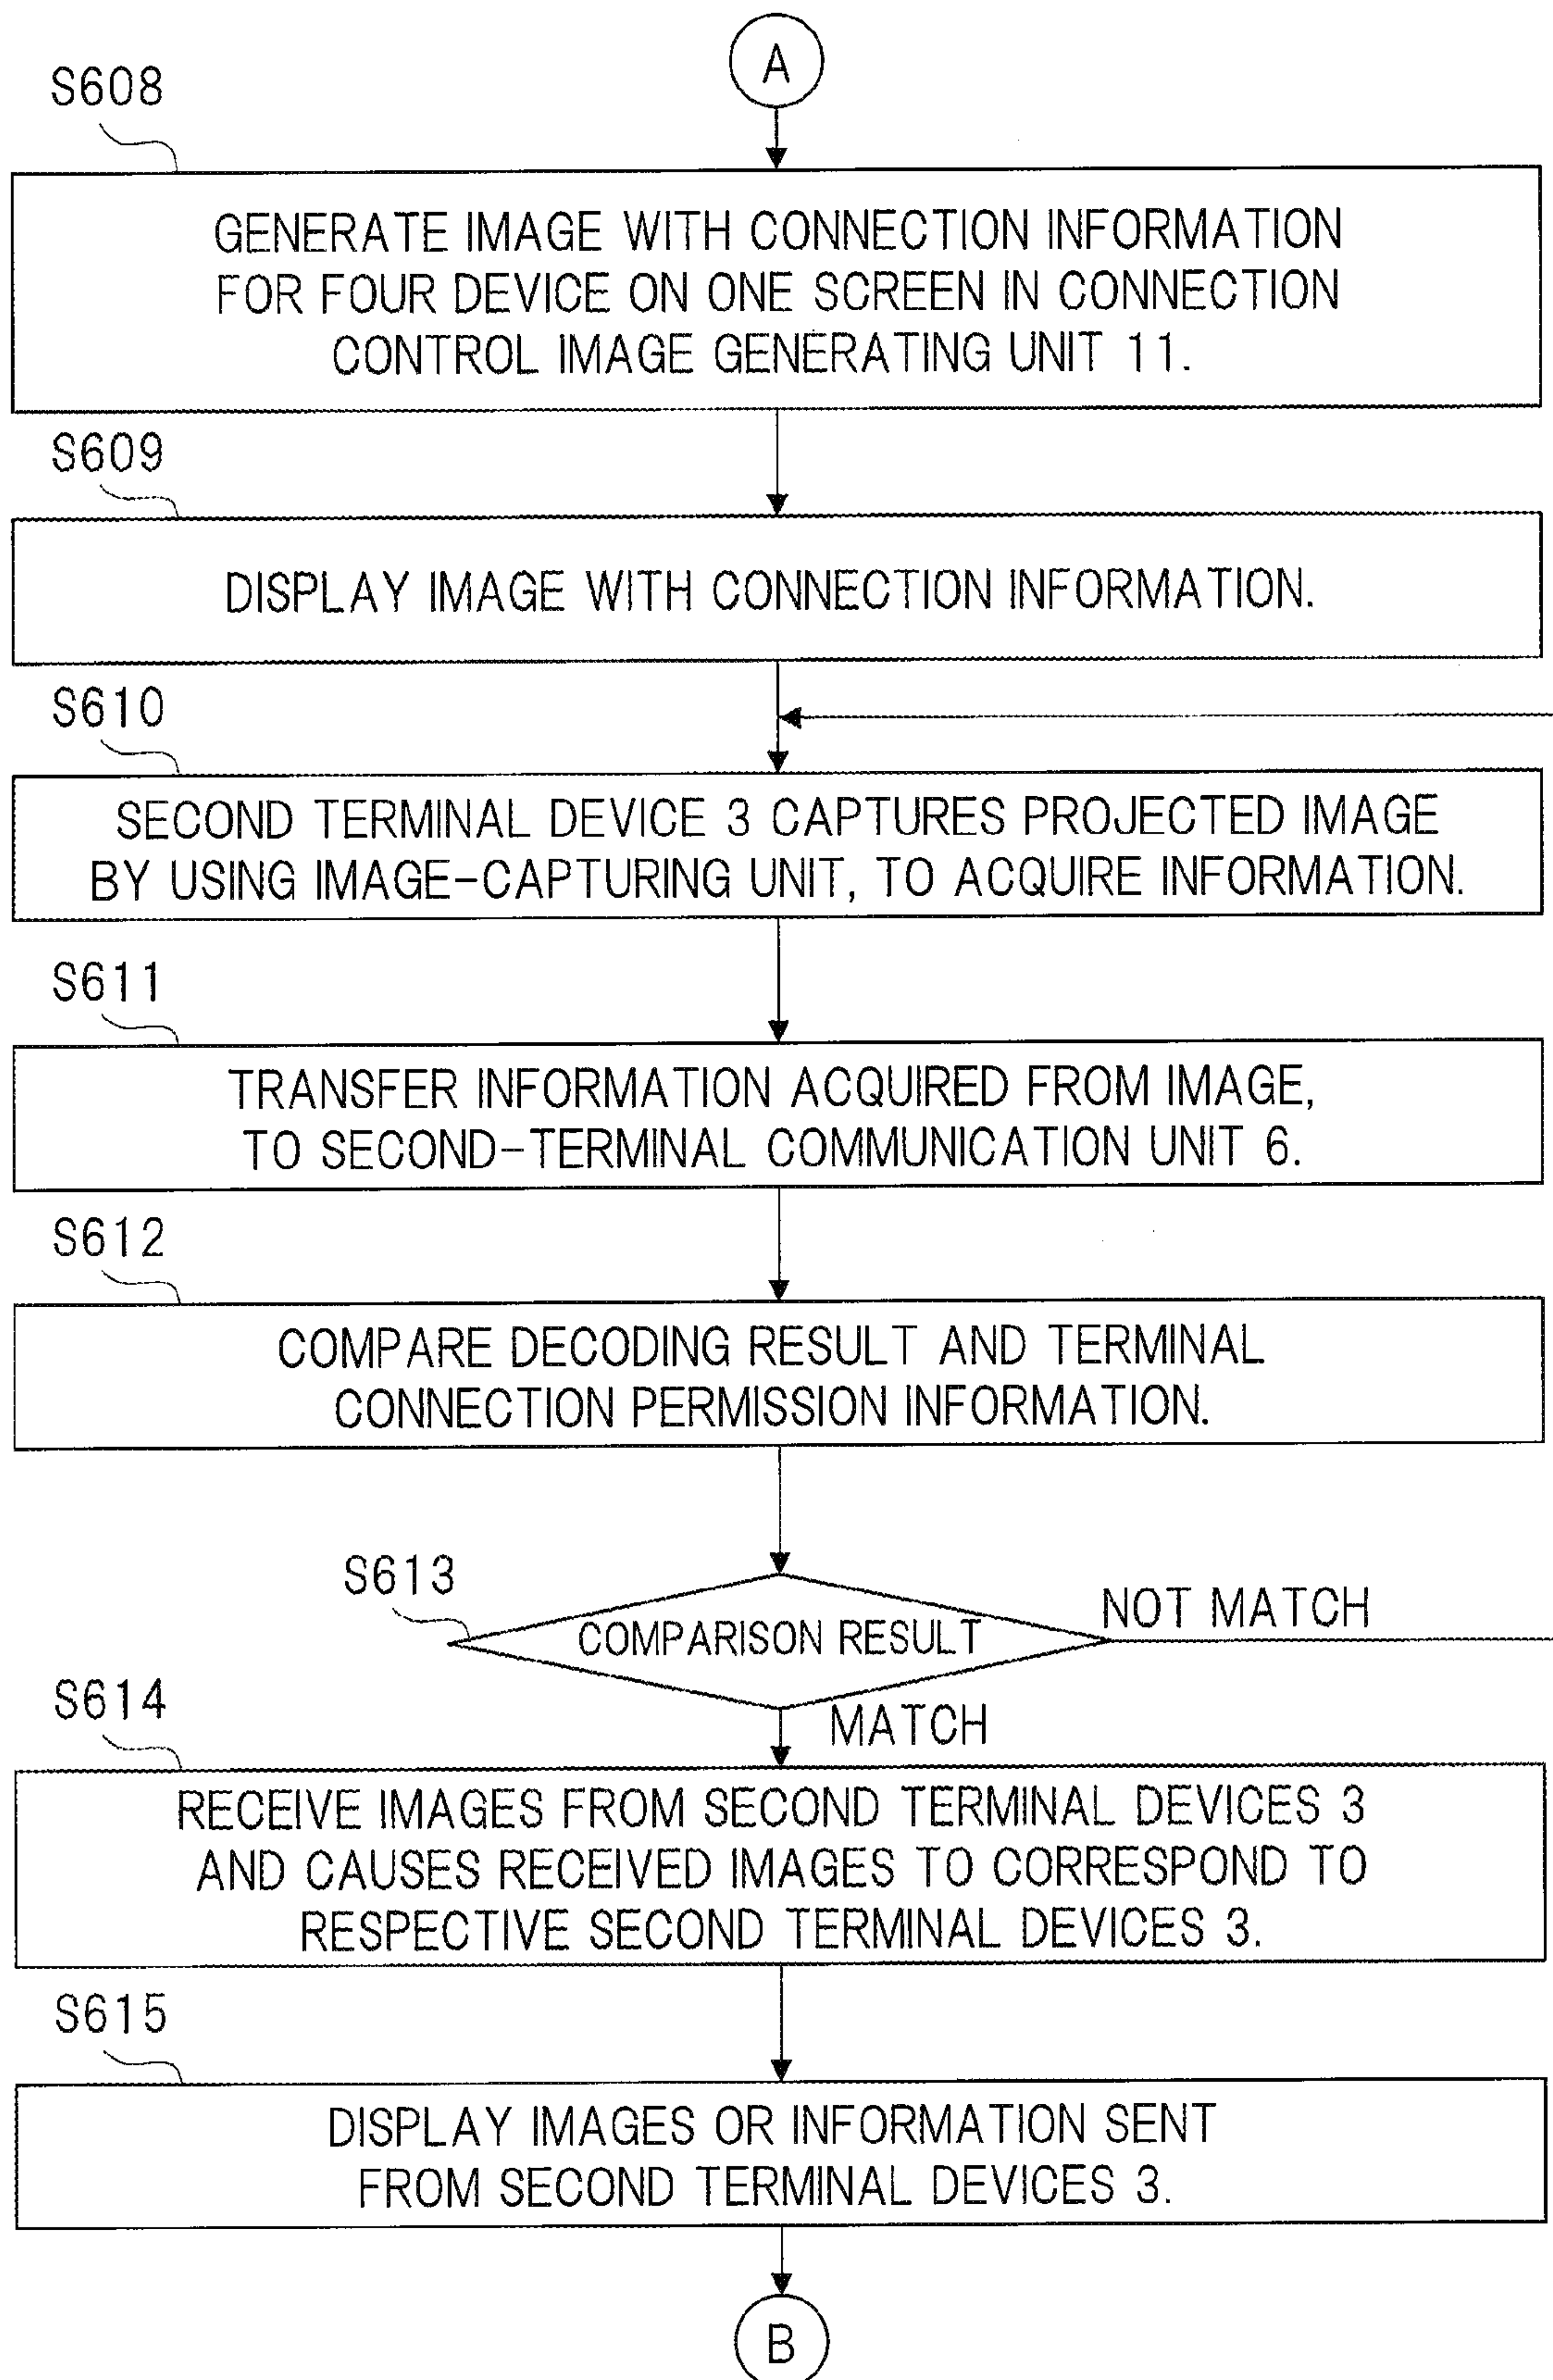 A
S608
GENERATE IMAGE WITH CONNECTION INFORMATION
FOR FOUR DEVICE ON ONE SCREEN IN CONNECTION
CONTROL IMAGE GENERATING UNIT 11.
S609
DISPLAY IMAGE WITH CONNECTION INFORMATION.
S610
SECOND TERMINAL DEVICE 3 CAPTURES PROJECTED IMAGE
BY USING IMAGE-CAPTURING UNIT, TO ACQUIRE INFORMATION.
S611
TRANSFER INFORMATION ACQUIRED FROM IMAGE,
TO SECOND-TERMINAL COMMUNICATION UNIT 6.
S612
COMPARE DECODING RESULT AND TERMINAL
CONNECTION PERMISSION INFORMATION.
S613
COMPARISON RESULT
NOT MATCH
MATCH
S614
RECEIVE IMAGES FROM SECOND TERMINAL DEVICES 3
AND CAUSES RECEIVED IMAGES TO CORRESPOND TO
RESPECTIVE SECOND TERMINAL DEVICES 3.
S615
DISPLAY IMAGES OR INFORMATION SENT
FROM SECOND TERMINAL DEVICES 3.
B